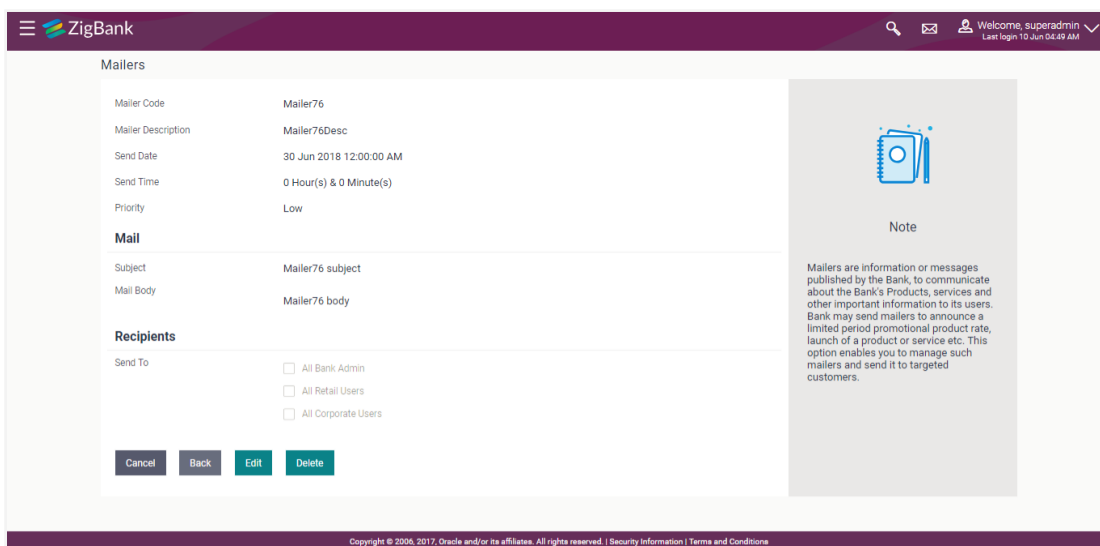 ZigBank
Welcome, superadmin
Last login 10 Jun 04:49 AM
Mailers
Mailer Code Mailer76
Mailer Description Mailer76Desc
Send Date 30 Jun 2018 12:00:00 AM
Send Time 0 Hour(s) & 0 Minute(s)
Priority Low
Mail
Subject Mailer76 subject
Mail Body Mailer76 body
Recipients
Send To
All Bank Admin
All Retail Users
All Corporate Users
Cancel Back Edit Delete
Note
Mailers are information or messages
published by the Bank, to communicate
about the Bank's Products, services and
other important information to its users.
Bank may send mailers to announce a
limited period promotional product rate,
launch of a product or service etc. This
option enables you to manage such
mailers and send it to targeted
customers.
Copyright © 2006, 2017, Oracle and/or its affiliates. All rights reserved. | Security Information | Terms and Conditions